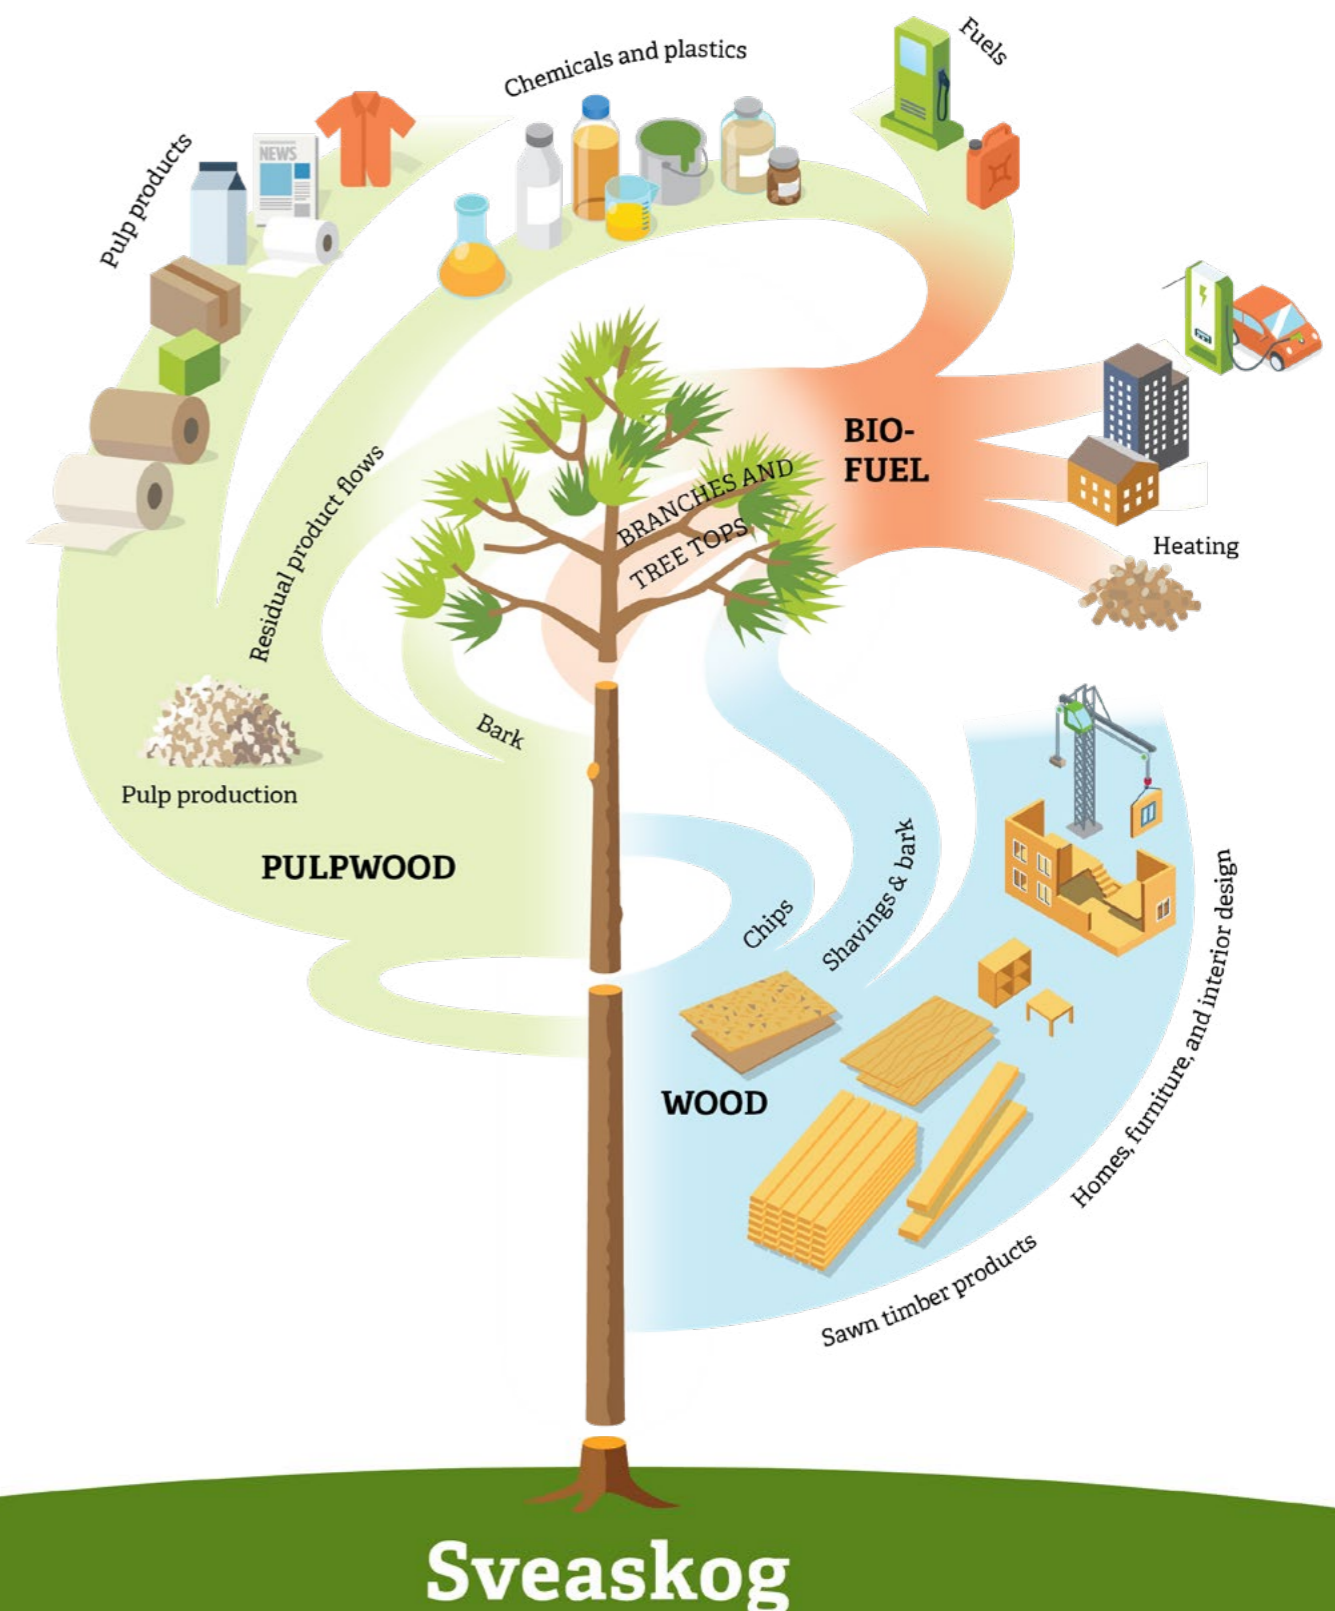 Chemicals and plastics
Fuels
Pulp products
NEWS
BIO-
FUEL
BRANCHES AND
TREE TOPS
Residual product flows
Heating
Bark
Pulp production
PULPWOOD
Chips
Shavings & bark
Homes, furniture, and interior design
WOOD
Sawn timber products
Sveaskog